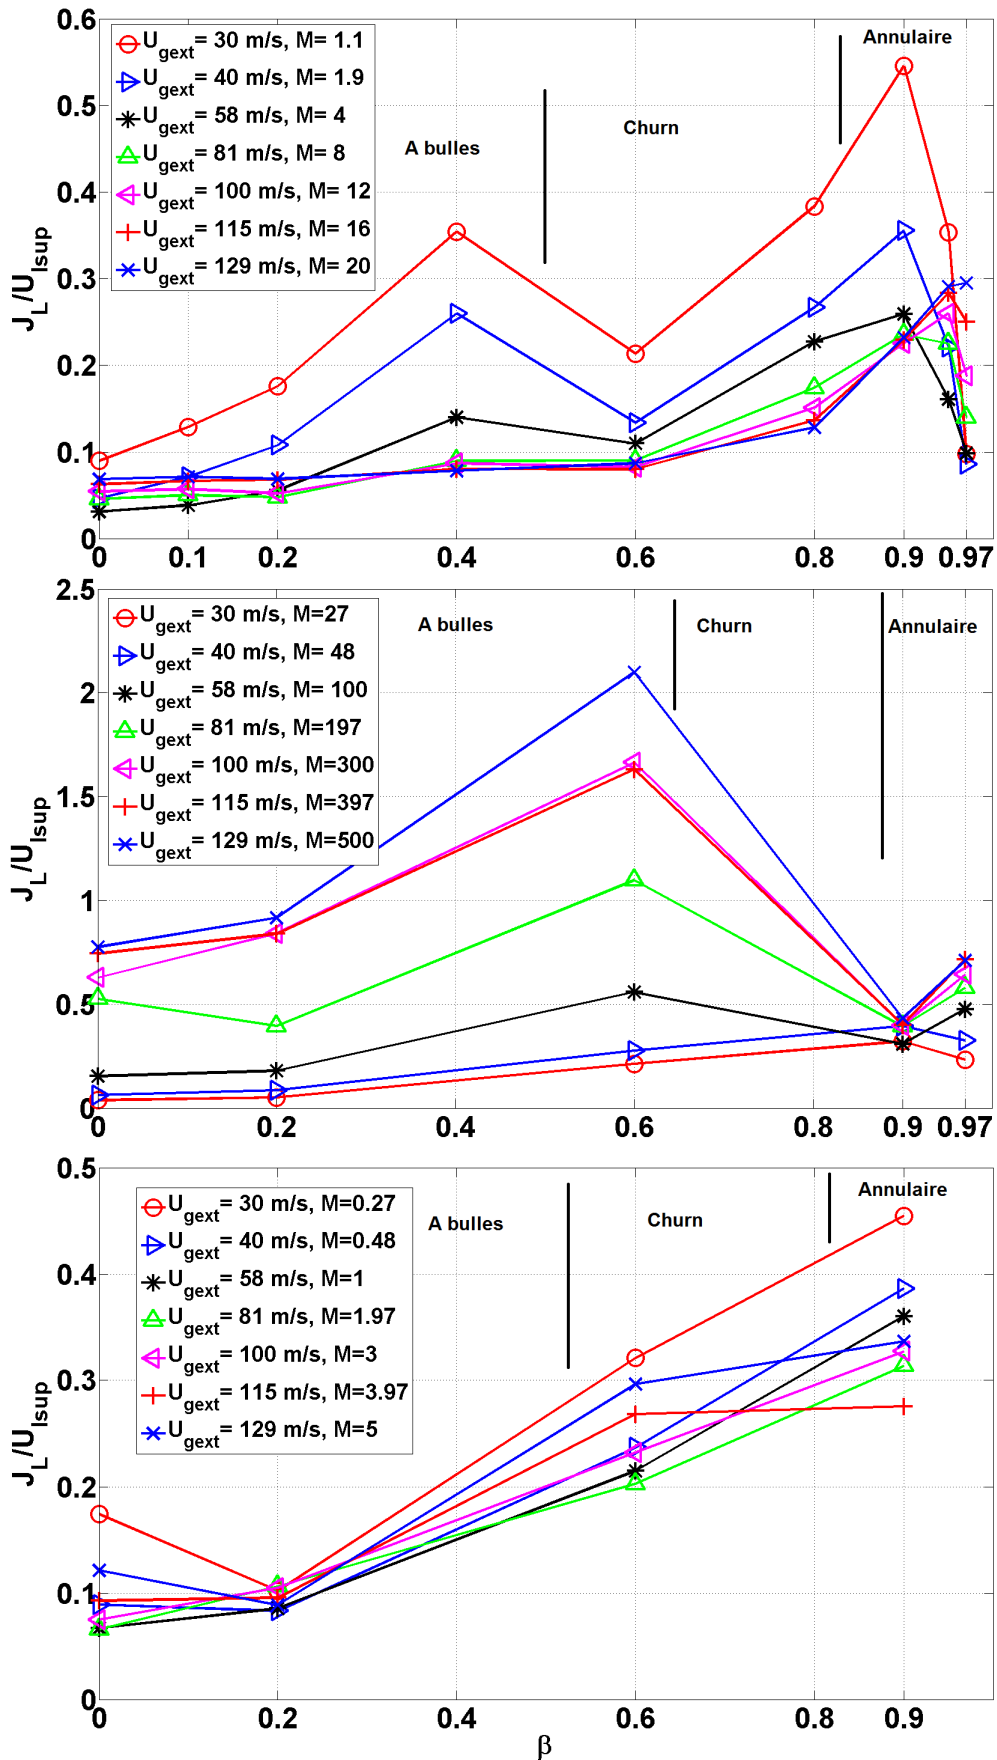 0.6
0.5
0.4
0.3
0.2
0.1
0
J_L/U_lsup
U_gext= 30 m/s, M= 1.1
U_gext= 40 m/s, M= 1.9
U_gext= 58 m/s, M= 4
U_gext= 81 m/s, M= 8
U_gext= 100 m/s, M= 12
U_gext= 115 m/s, M= 16
U_gext= 129 m/s, M= 20
A bulles
Churn
Annulaire
0 0.1 0.2 0.4 0.6 0.8 0.9 0.97
2.5
2
1.5
1
0.5
0
J_L/U_lsup
U_gext= 30 m/s, M=27
U_gext= 40 m/s, M= 48
U_gext= 58 m/s, M= 100
U_gext= 81 m/s, M=197
U_gext= 100 m/s, M=300
U_gext= 115 m/s, M=397
U_gext= 129 m/s, M=500
A bulles
Churn
Annulaire
0 0.2 0.4 0.6 0.8 0.9 0.97
0.5
0.4
0.3
0.2
0.1
0
J_L/U_lsup
U_gext= 30 m/s, M=0.27
U_gext= 40 m/s, M=0.48
U_gext= 58 m/s, M=1
U_gext= 81 m/s, M=1.97
U_gext= 100 m/s, M=3
U_gext= 115 m/s, M=3.97
U_gext= 129 m/s, M=5
A bulles
Churn
Annulaire
0 0.2 0.4 0.6 0.8 0.9
β